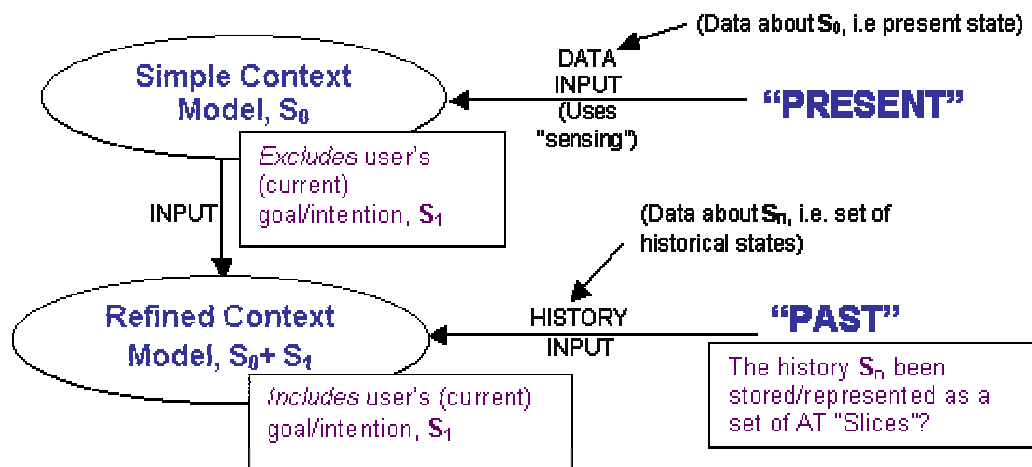 (Data about S₀, i.e present state)
Simple Context
Model, S₀
DATA
INPUT
(Uses
"sensing")
“PRESENT”
Excludes user's
(current)
goal/intention, S₁
INPUT
(Data about Sₙ, i.e. set of
historical states)
Refined Context
Model, S₀+ S₁
HISTORY
INPUT
“PAST”
Includes user's (current)
goal/intention, S₁
The history Sₙ been
stored/represented as a
set of AT "Slices"?